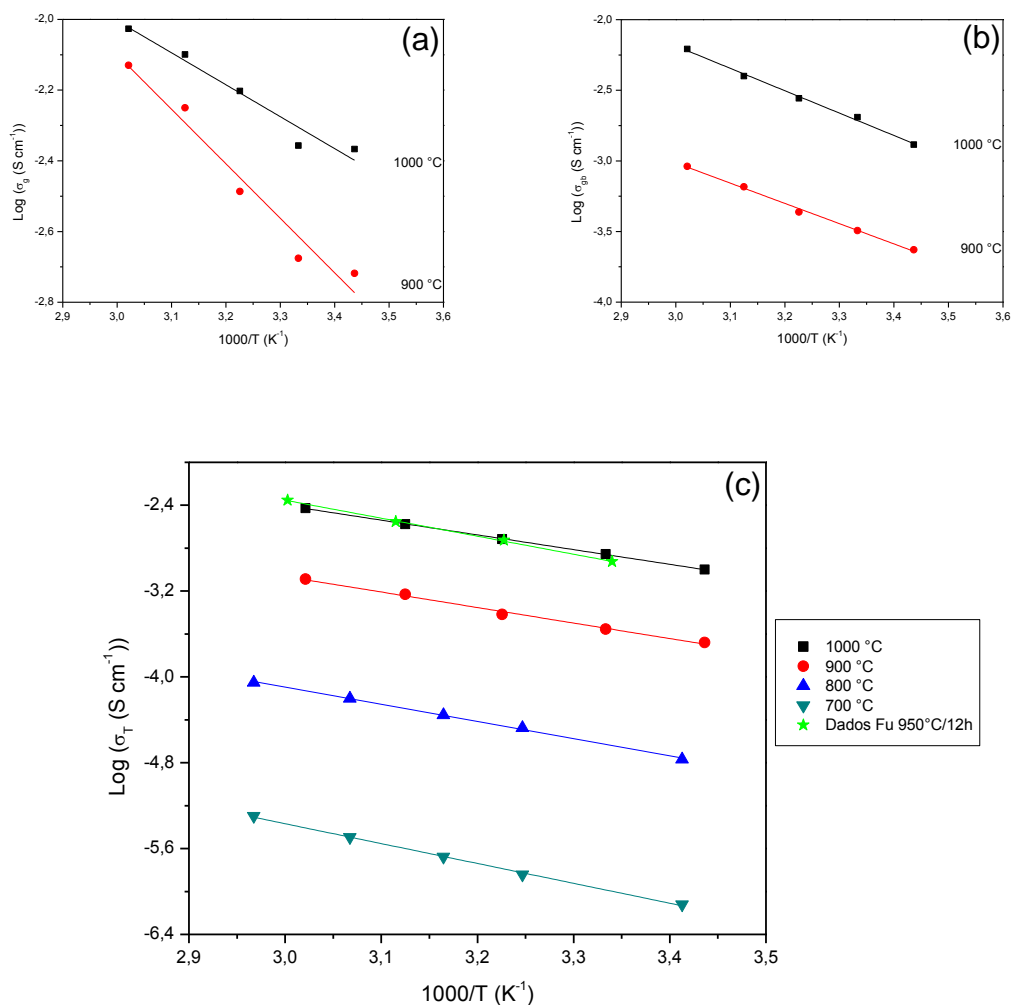 (a)
-2,0
-2,2
-2,4
-2,6
-2,8
Log (σg (S cm-1))
1000 °C
900 °C
2,9 3,0 3,1 3,2 3,3 3,4 3,5 3,6
1000/T (K-1)
(b)
-2,0
-2,5
-3,0
-3,5
-4,0
Log (σgb (S cm-1))
1000 °C
900 °C
2,9 3,0 3,1 3,2 3,3 3,4 3,5 3,6
1000/T (K-1)
(c)
-2,4
-3,2
-4,0
-4,8
-5,6
-6,4
Log (σT (S cm-1))
2,9 3,0 3,1 3,2 3,3 3,4 3,5
1000/T (K-1)
1000 °C
900 °C
800 °C
700 °C
Dados Fu 950°C/12h